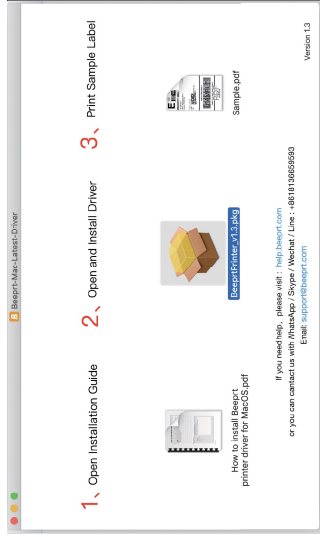 Beeprt-Mac-Latest-Driver
1、Open Installation Guide
2、Open and Install Driver
3、Print Sample Label
How to install Beeprt
printer driver for MacOS.pdf
BeeprtPrinter_v1.3.pkg
Sample.pdf
If you need help, please visit : help.beeprt.com
or you can cantact us with WhatsApp / Skype / Wechat / Line : +8618136659593
Email: support@beeprt.com
Version 1.3